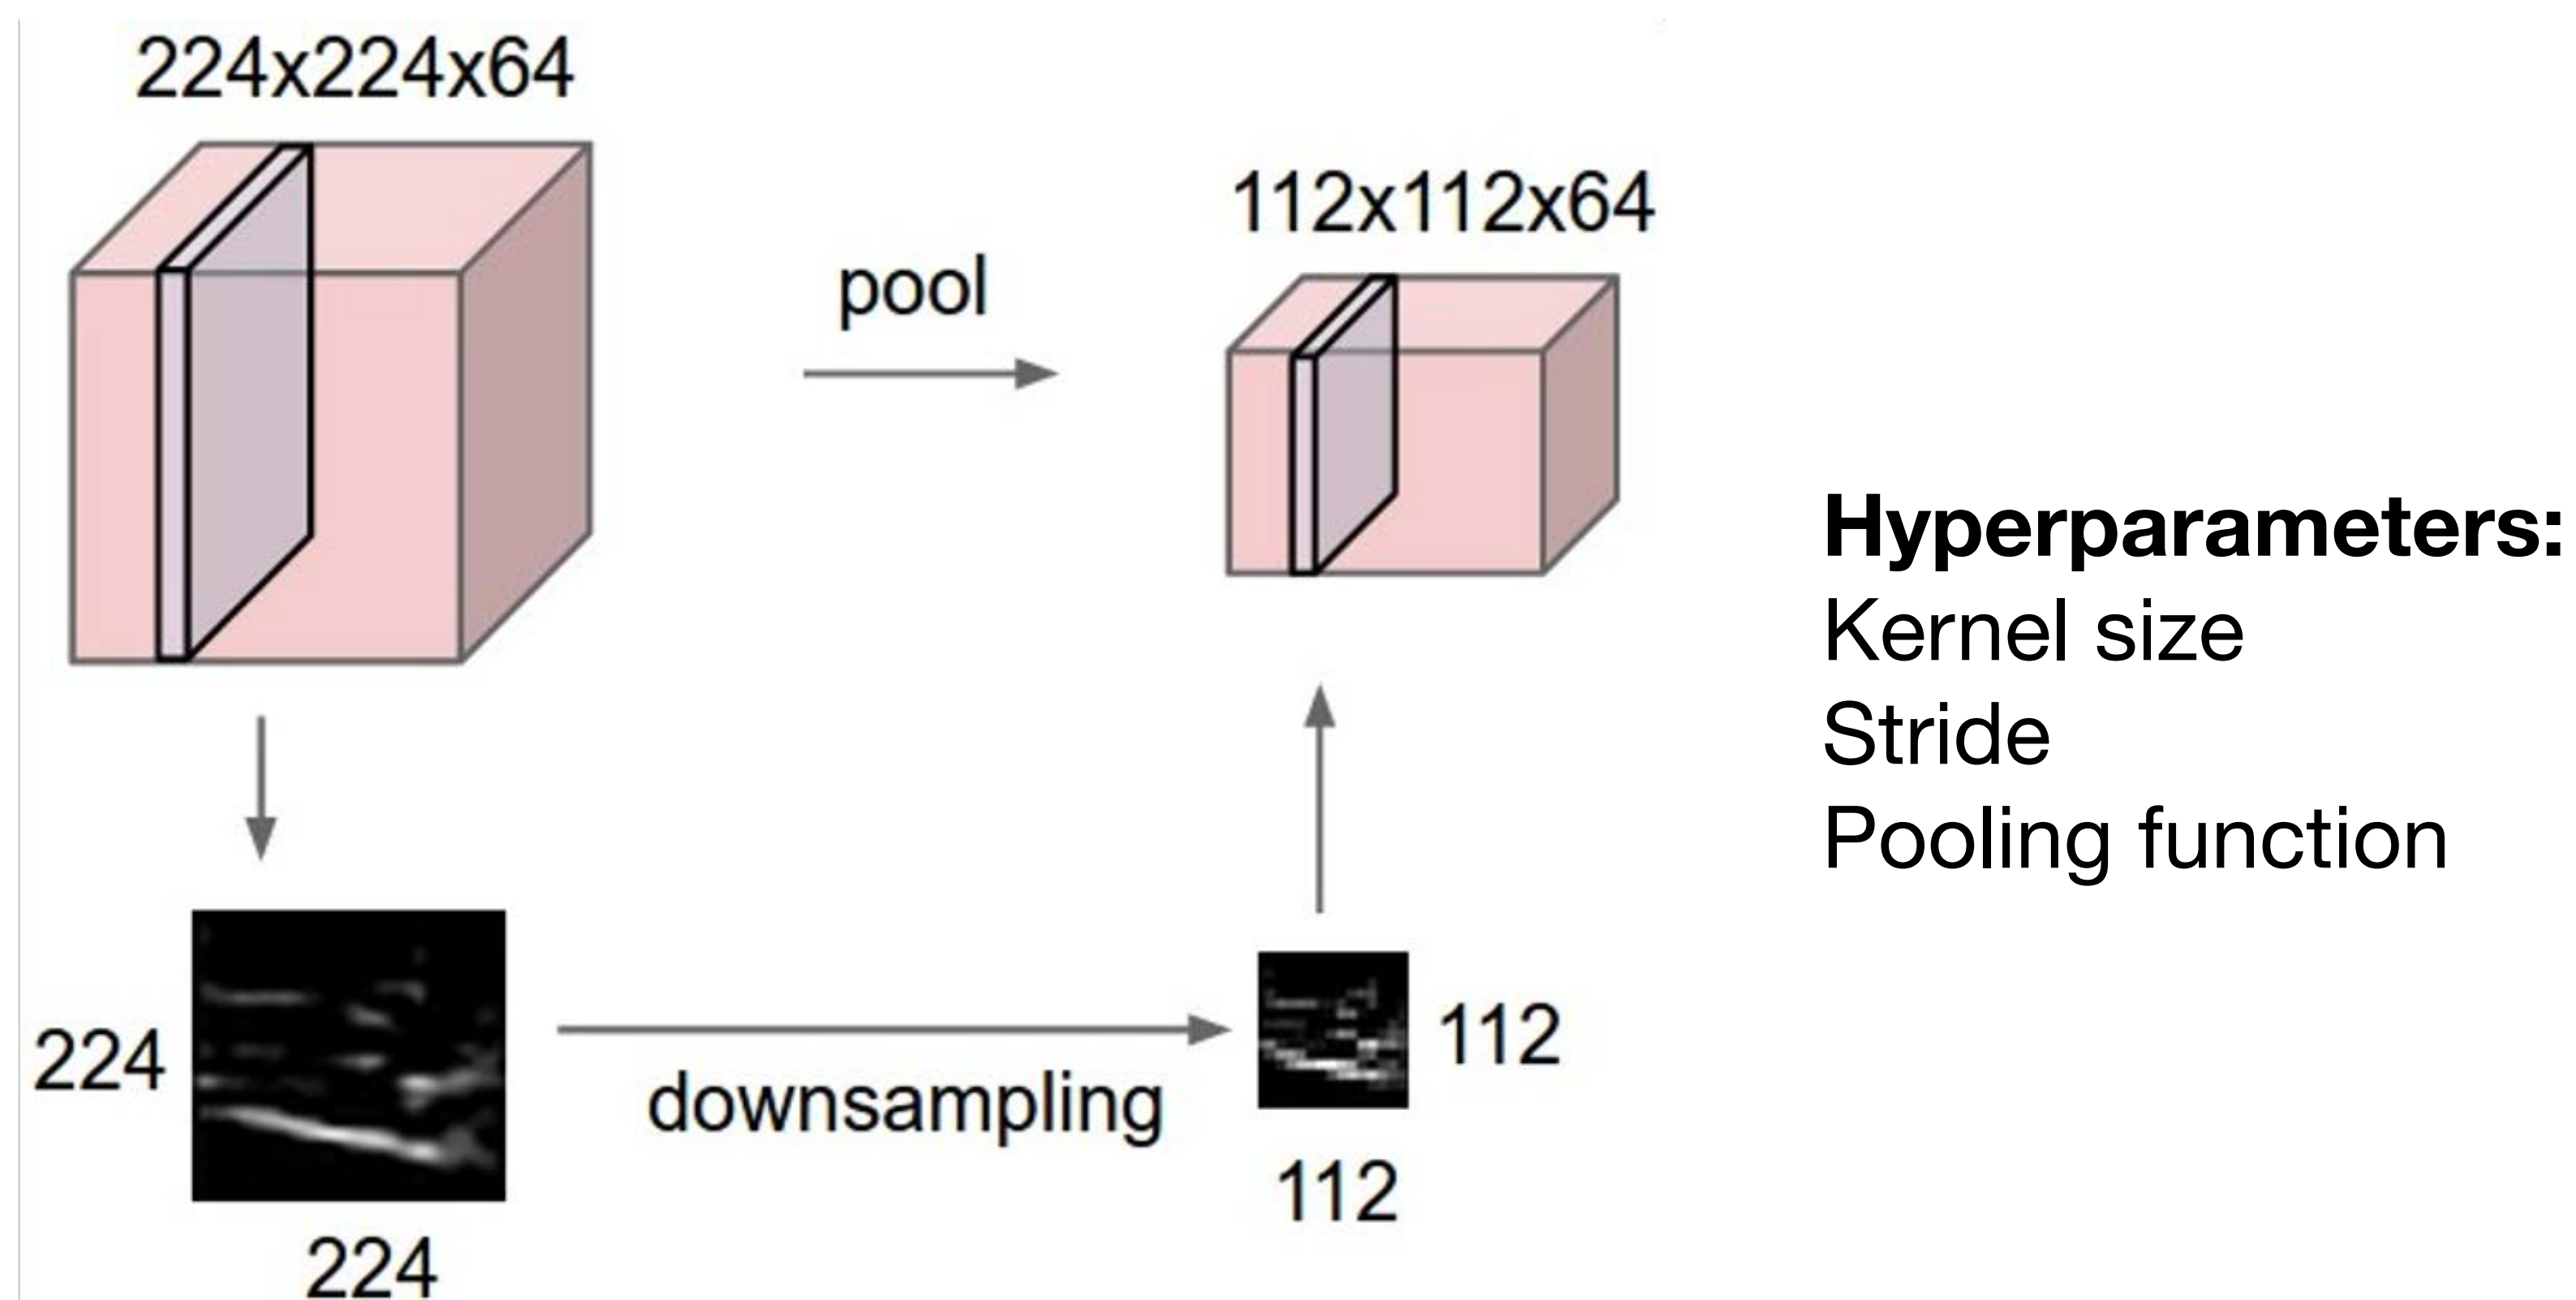 224x224x64
112x112x64
pool
Hyperparameters:
Kernel size
Stride
Pooling function
224
downsampling
112
112
224